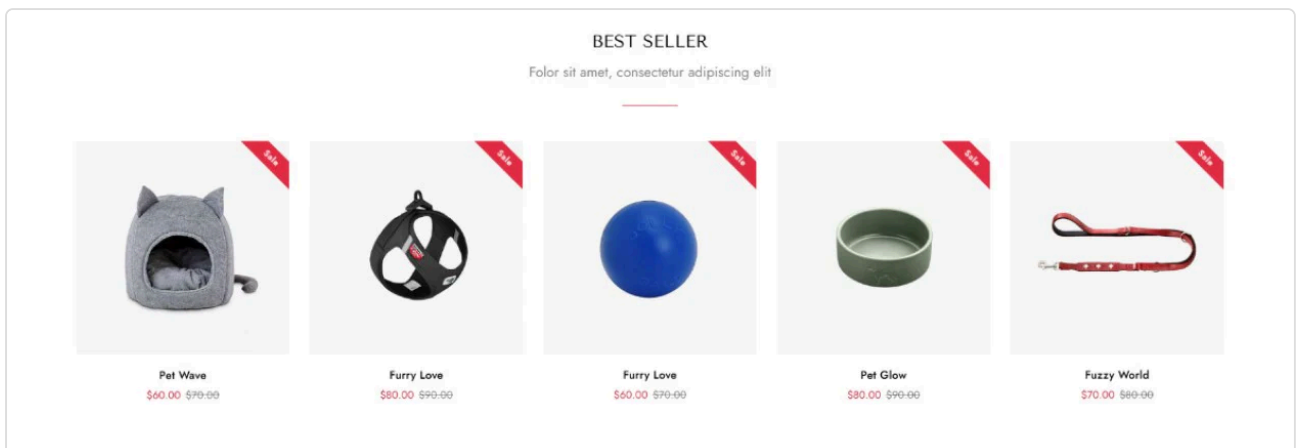 BEST SELLER
Folor sit amet, consectetur adipiscing elit
Sale
Sale
Sale
Sale
Sale
Pet Wave
$60.00 $70.00
Furry Love
$80.00 $90.00
Furry Love
$60.00 $70.00
Pet Glow
$80.00 $90.00
Fuzzy World
$70.00 $80.00